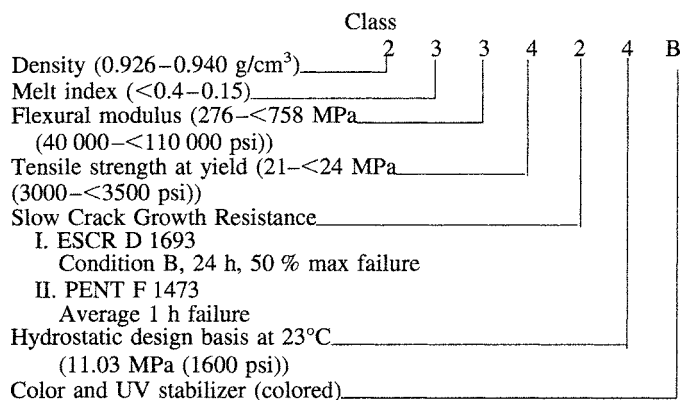 Class
2 3 3 4 2 4 B
Density (0.926–0.940 g/cm³)
Melt index (<0.4–0.15)
Flexural modulus (276–<758 MPa
(40 000–<110 000 psi))
Tensile strength at yield (21–<24 MPa
(3000–<3500 psi))
Slow Crack Growth Resistance
I. ESCR D 1693
Condition B, 24 h, 50 % max failure
II. PENT F 1473
Average 1 h failure
Hydrostatic design basis at 23°C
(11.03 MPa (1600 psi))
Color and UV stabilizer (colored)